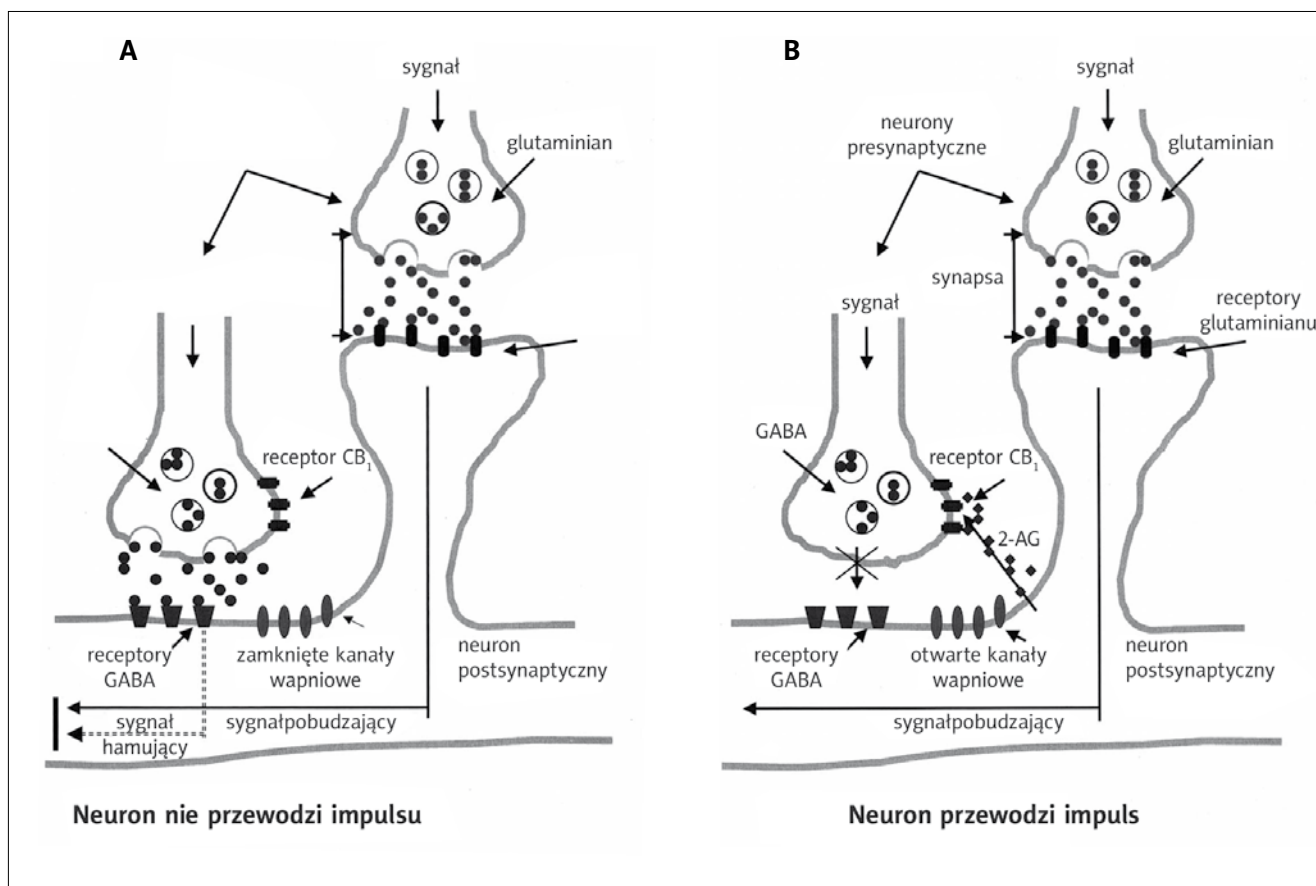 A
sygnał
glutaminian
receptor CB1
receptory
GABA
zamknięte kanały
wapniowe
neuron
postsynaptyczny
sygnał
hamujący
sygnałpobudzający
Neuron nie przewodzi impulsu
B
sygnał
neurony
presynaptyczne
glutaminian
synapsa
sygnał
receptory
glutaminianu
GABA
receptor CB1
2-AG
receptory
GABA
otwarte kanały
wapniowe
neuron
postsynaptyczny
sygnałpobudzający
Neuron przewodzi impuls